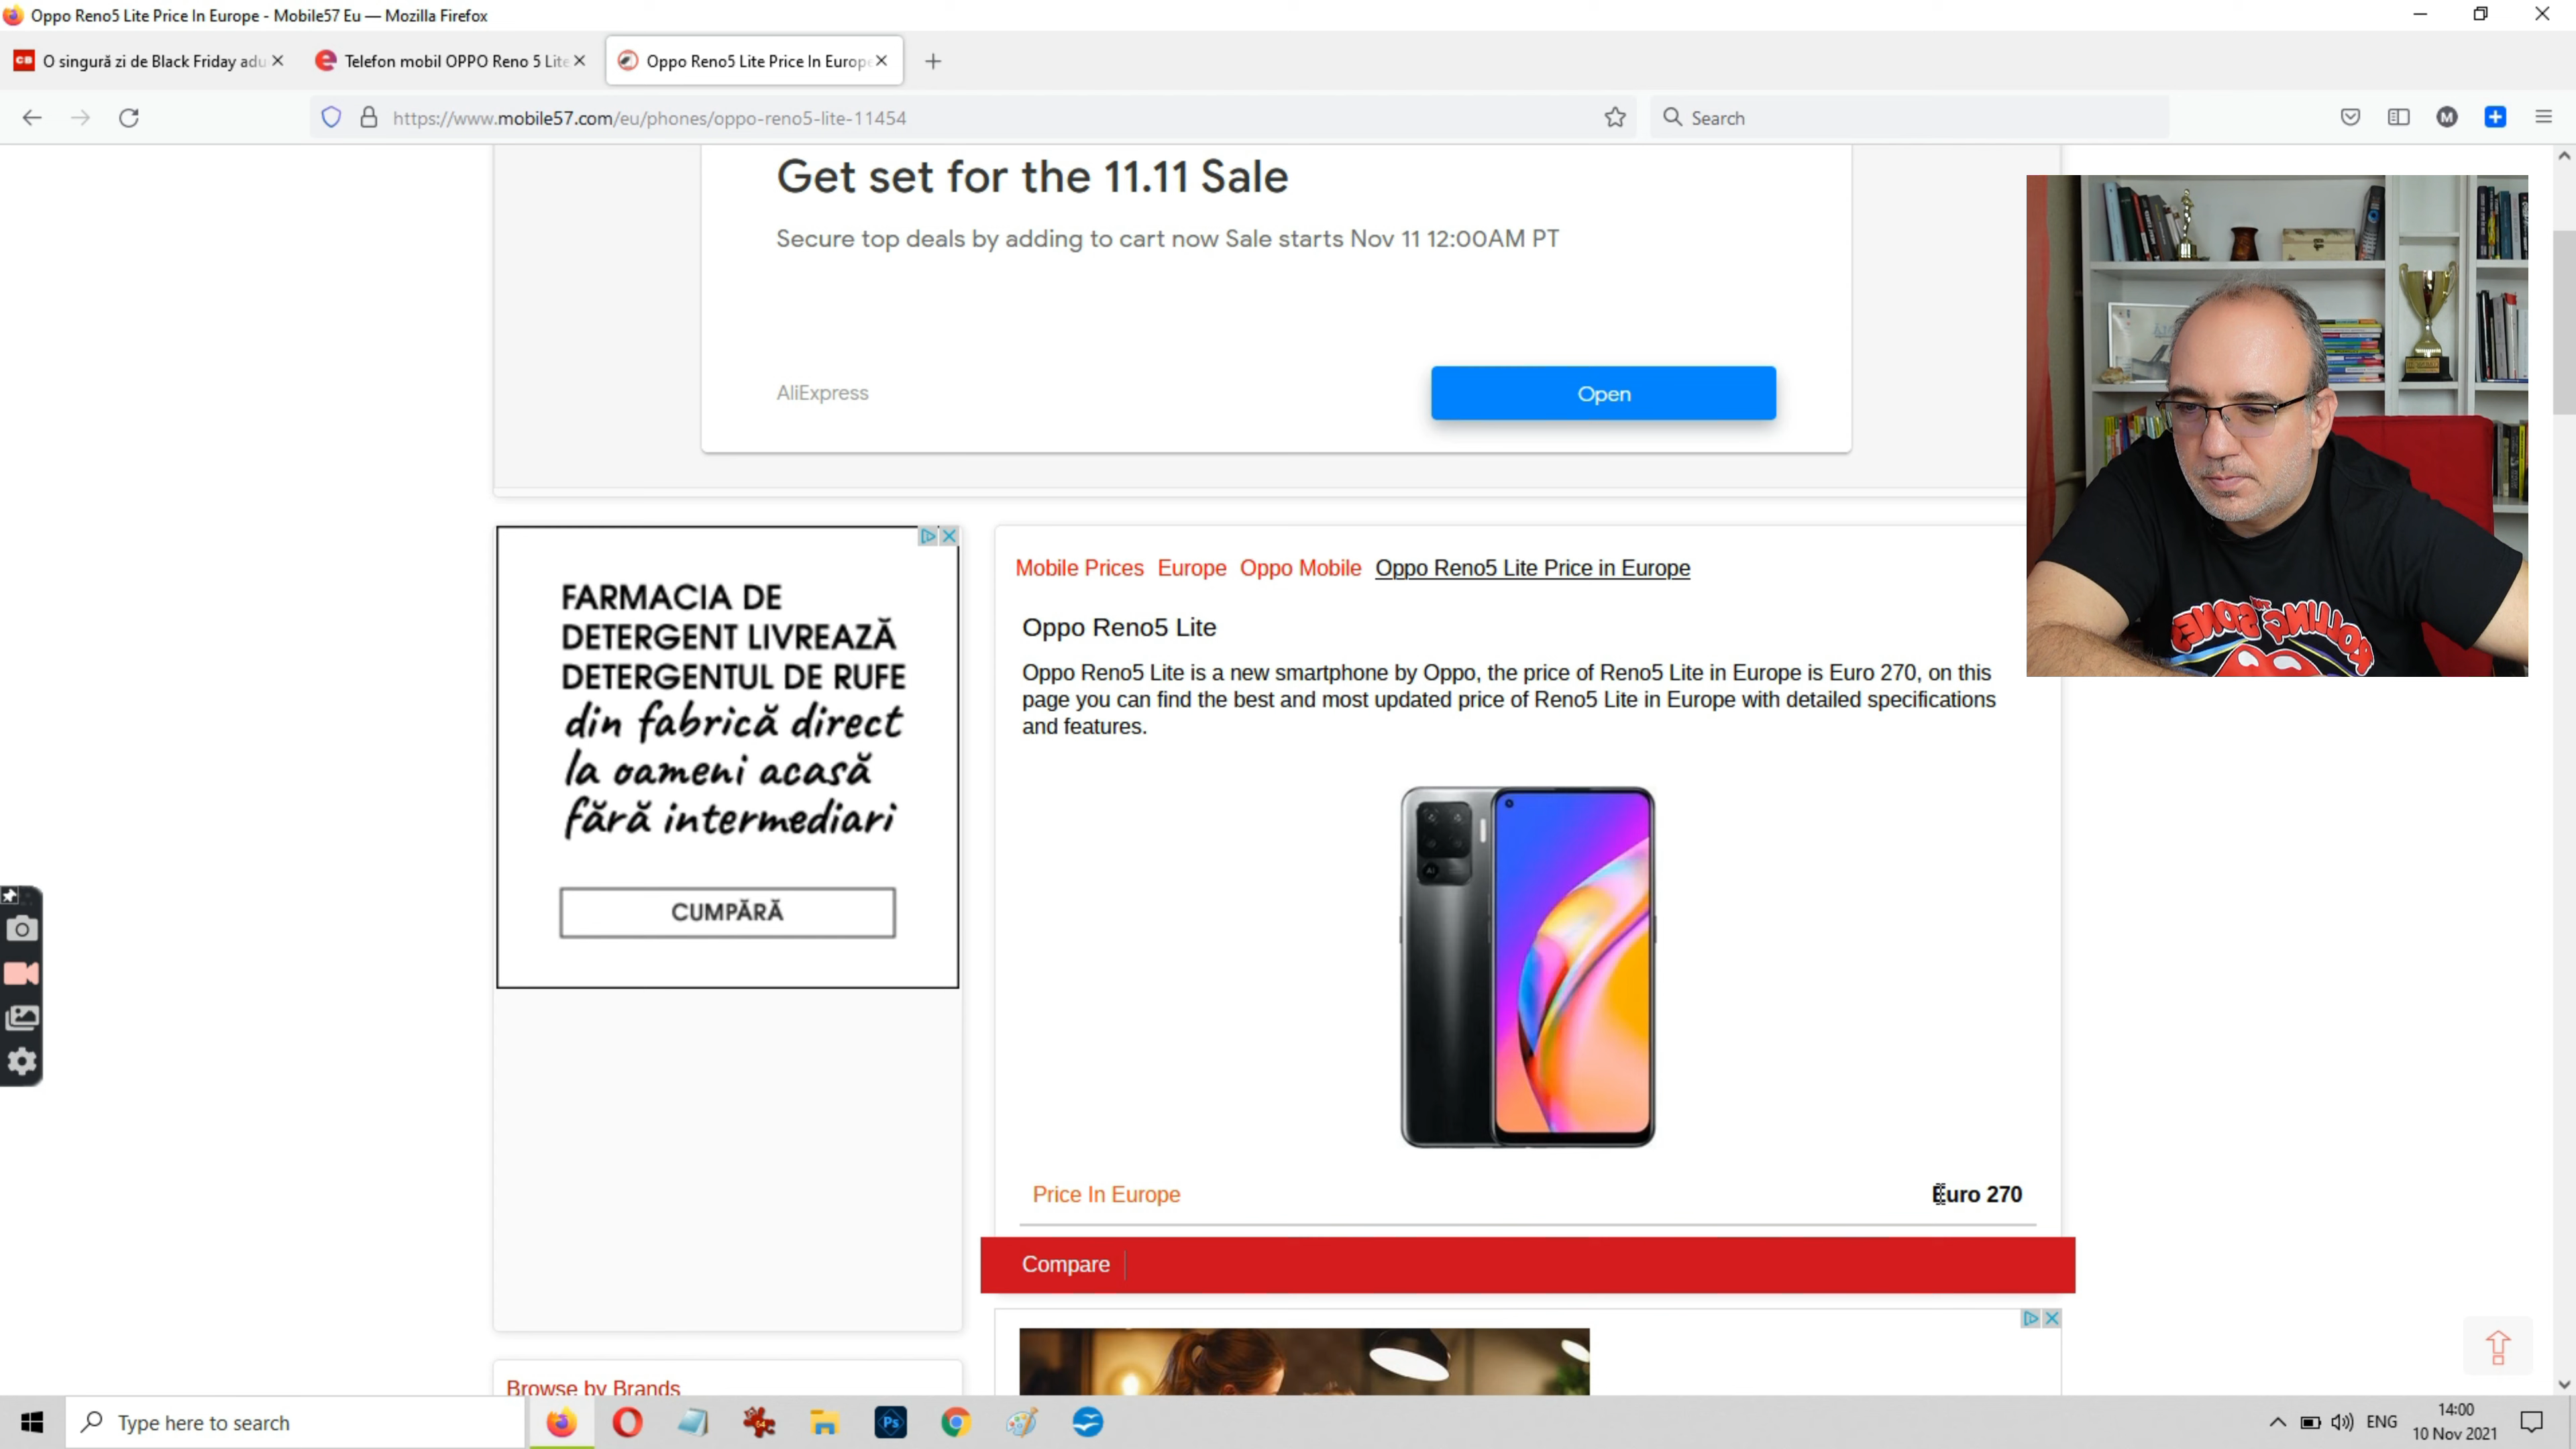 Oppo Reno5 Lite Price In Europe - Mobile57 Eu — Mozilla Firefox
CB O singură zi de Black Friday adu
Telefon mobil OPPO Reno 5 Lite
Oppo Reno5 Lite Price In Europ
https://www.mobile57.com/eu/phones/oppo-reno5-lite-11454
Search
M
Get set for the 11.11 Sale
Secure top deals by adding to cart now Sale starts Nov 11 12:00AM PT
AliExpress
Open
FARMACIA DE
DETERGENT LIVREAZĂ
DETERGENTUL DE RUFE
din fabrică direct
la oameni acasă
fără intermediari
CUMPĂRĂ
Mobile Prices Europe Oppo Mobile Oppo Reno5 Lite Price in Europe
Oppo Reno5 Lite
Oppo Reno5 Lite is a new smartphone by Oppo, the price of Reno5 Lite in Europe is Euro 270, on this
page you can find the best and most updated price of Reno5 Lite in Europe with detailed specifications
and features.
AI
Price In Europe
Euro 270
Compare
Browse by Brands
THE ROLLING STONES
Type here to search
Ps
ENG
14:00
10 Nov 2021